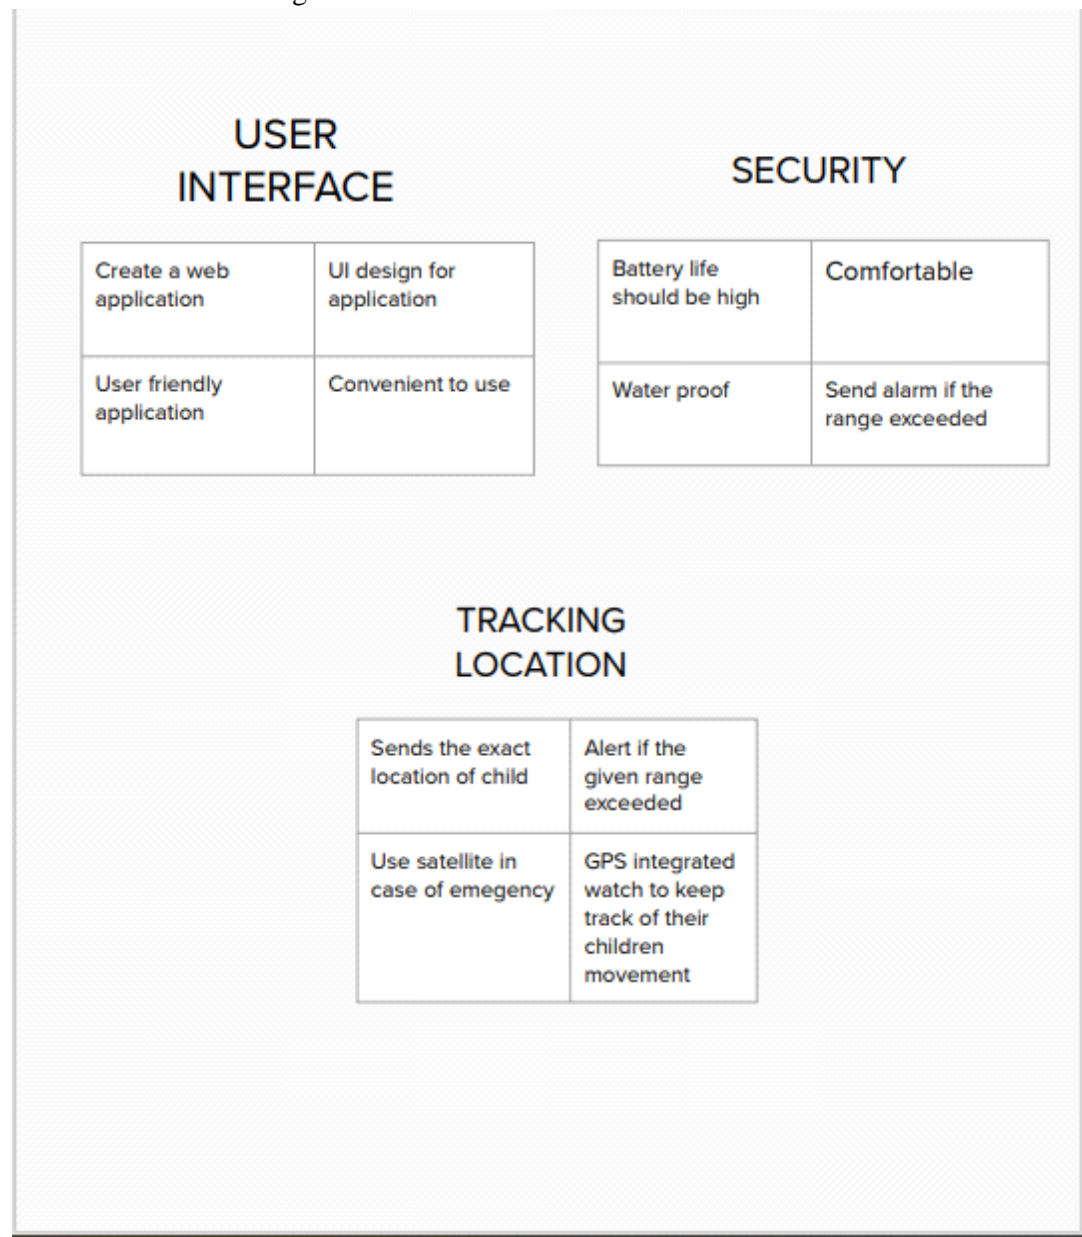 USER
INTERFACE
Create a web
application
UI design for
application
User friendly
application
Convenient to use
SECURITY
Battery life
should be high
Comfortable
Water proof
Send alarm if the
range exceeded
TRACKING
LOCATION
Sends the exact
location of child
Alert if the
given range
exceeded
Use satellite in
case of emegency
GPS integrated
watch to keep
track of their
children
movement